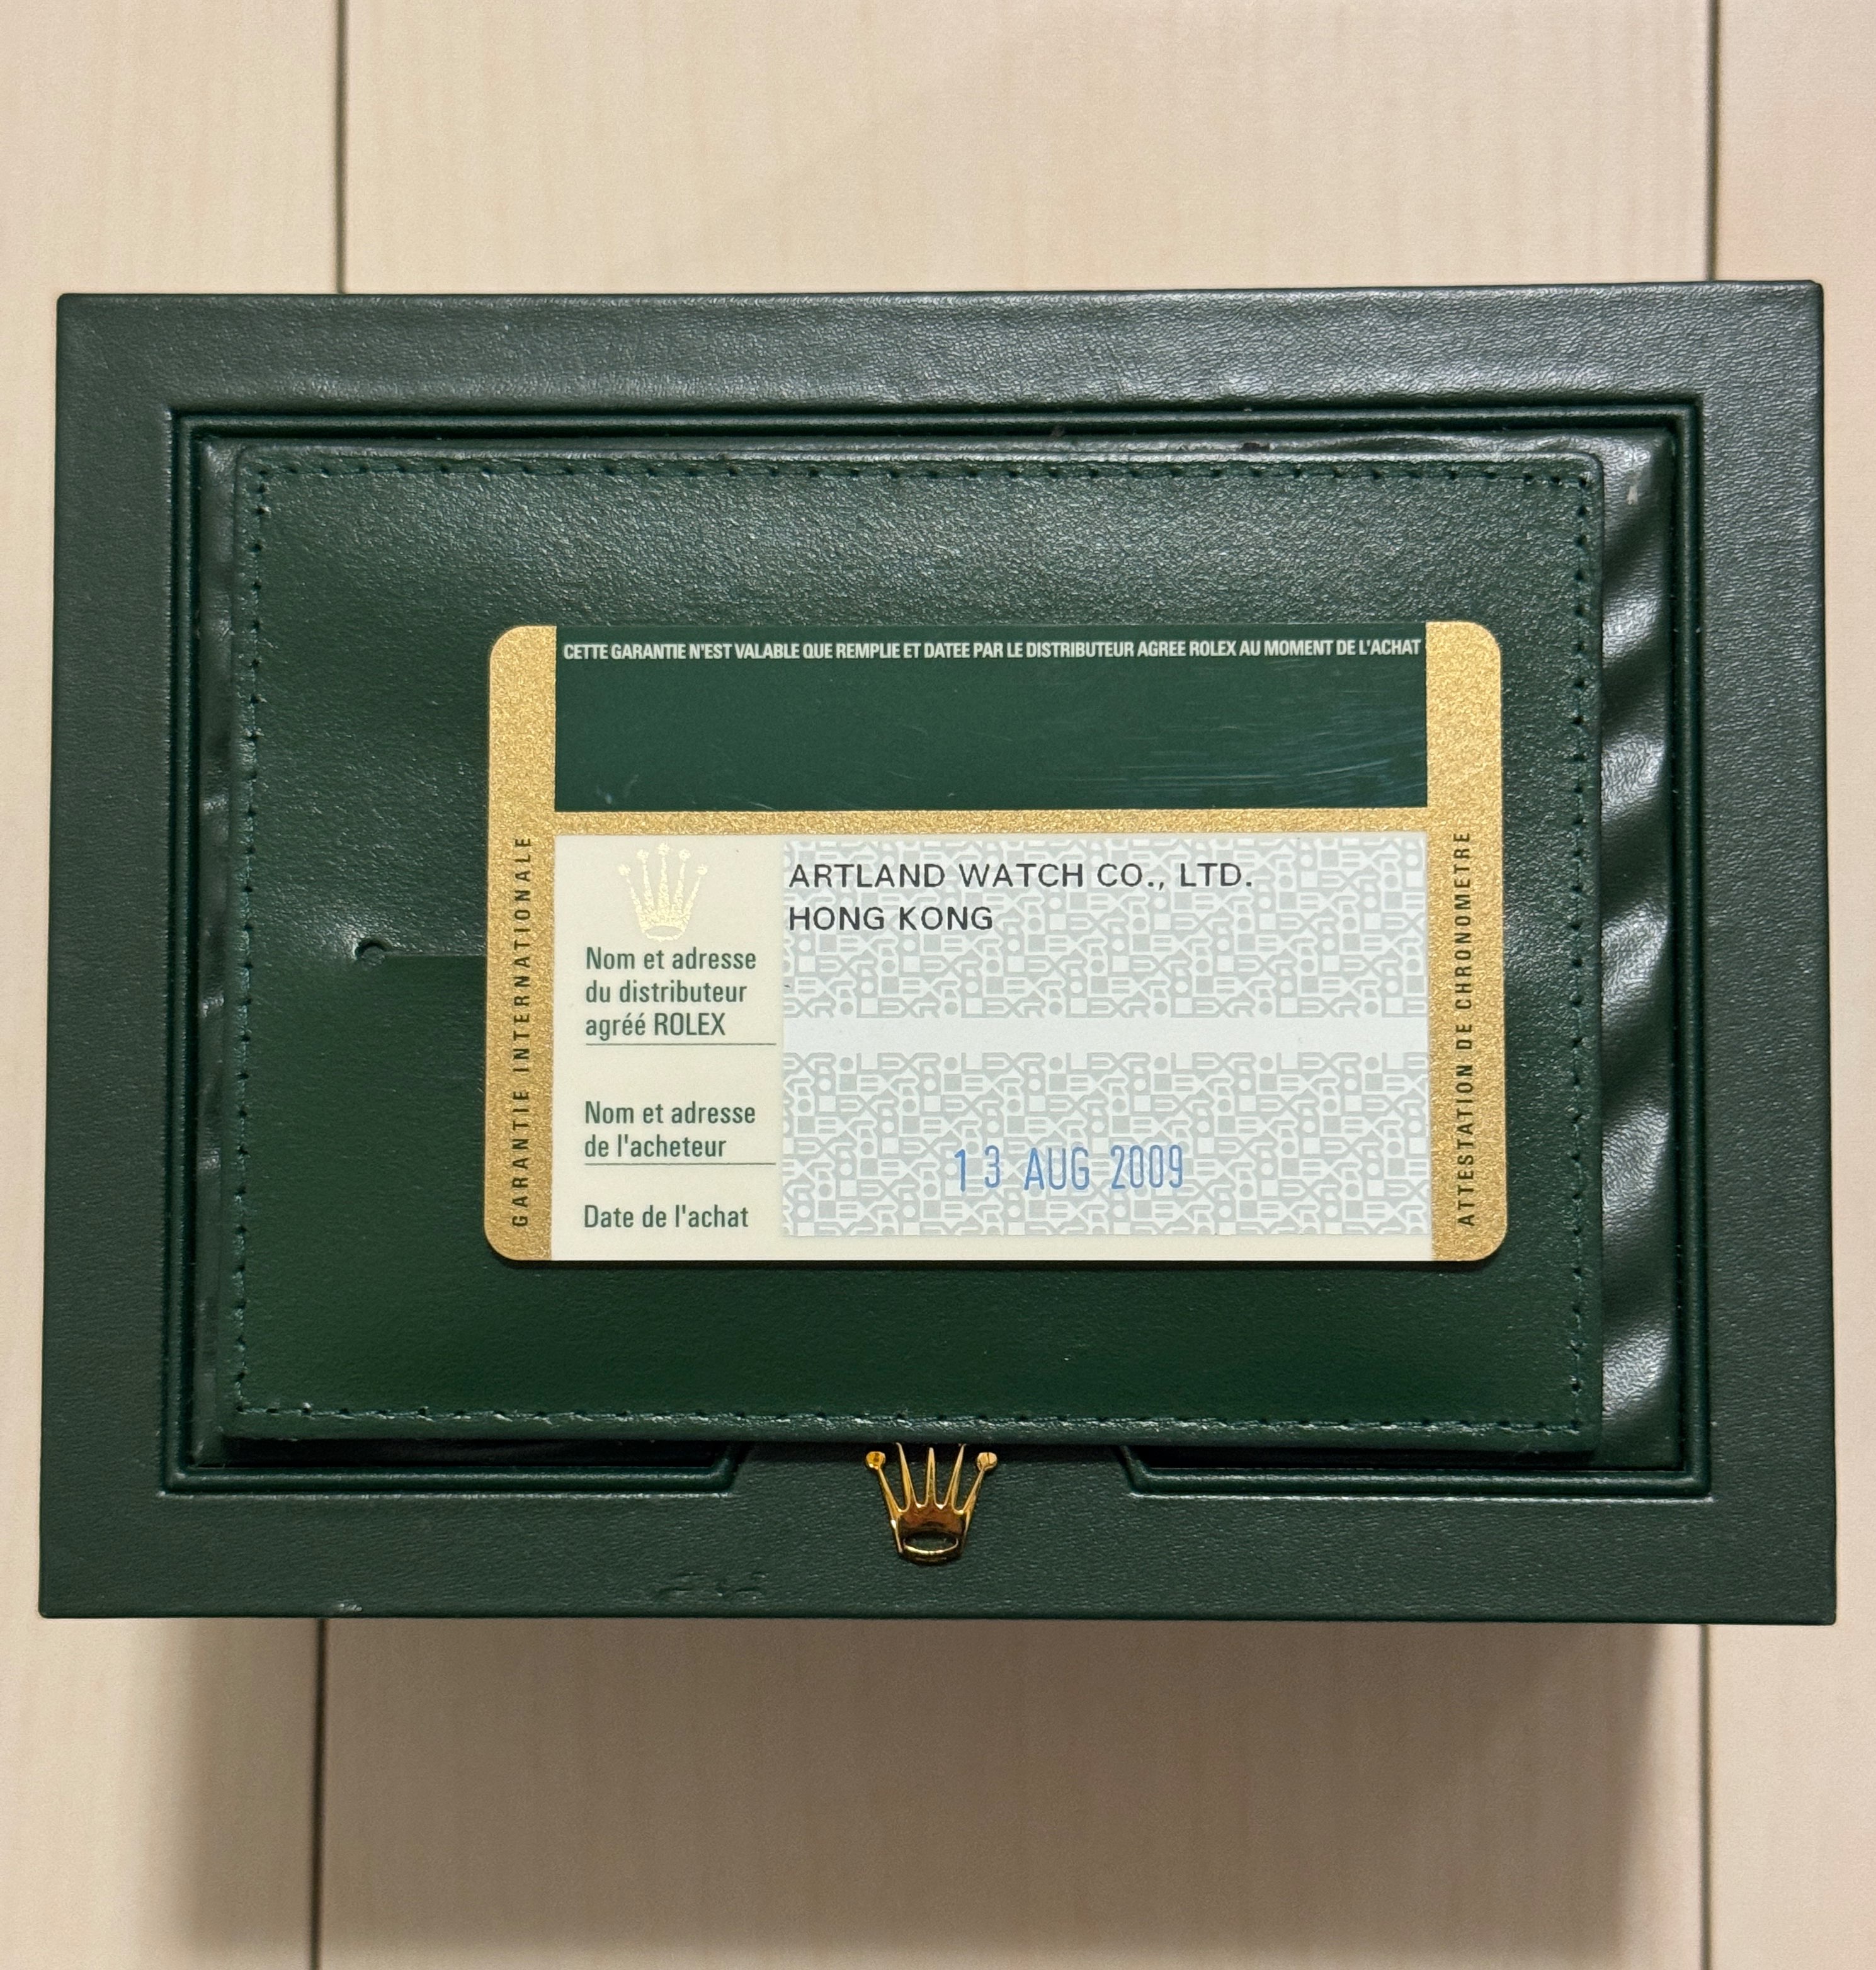 CETTE GARANTIE N'EST VALABLE QUE REMPLIE ET DATEE PAR LE DISTRIBUTEUR AGREE ROLEX AU MOMENT DE L'ACHAT
GARANTIE INTERNATIONALE
ARTLAND WATCH CO., LTD.
HONG KONG
Nom et adresse
du distributeur
agréé ROLEX
Nom et adresse
de l'acheteur
13 AUG 2009
Date de l'achat
ATTESTATION DE CHRONOMETRE